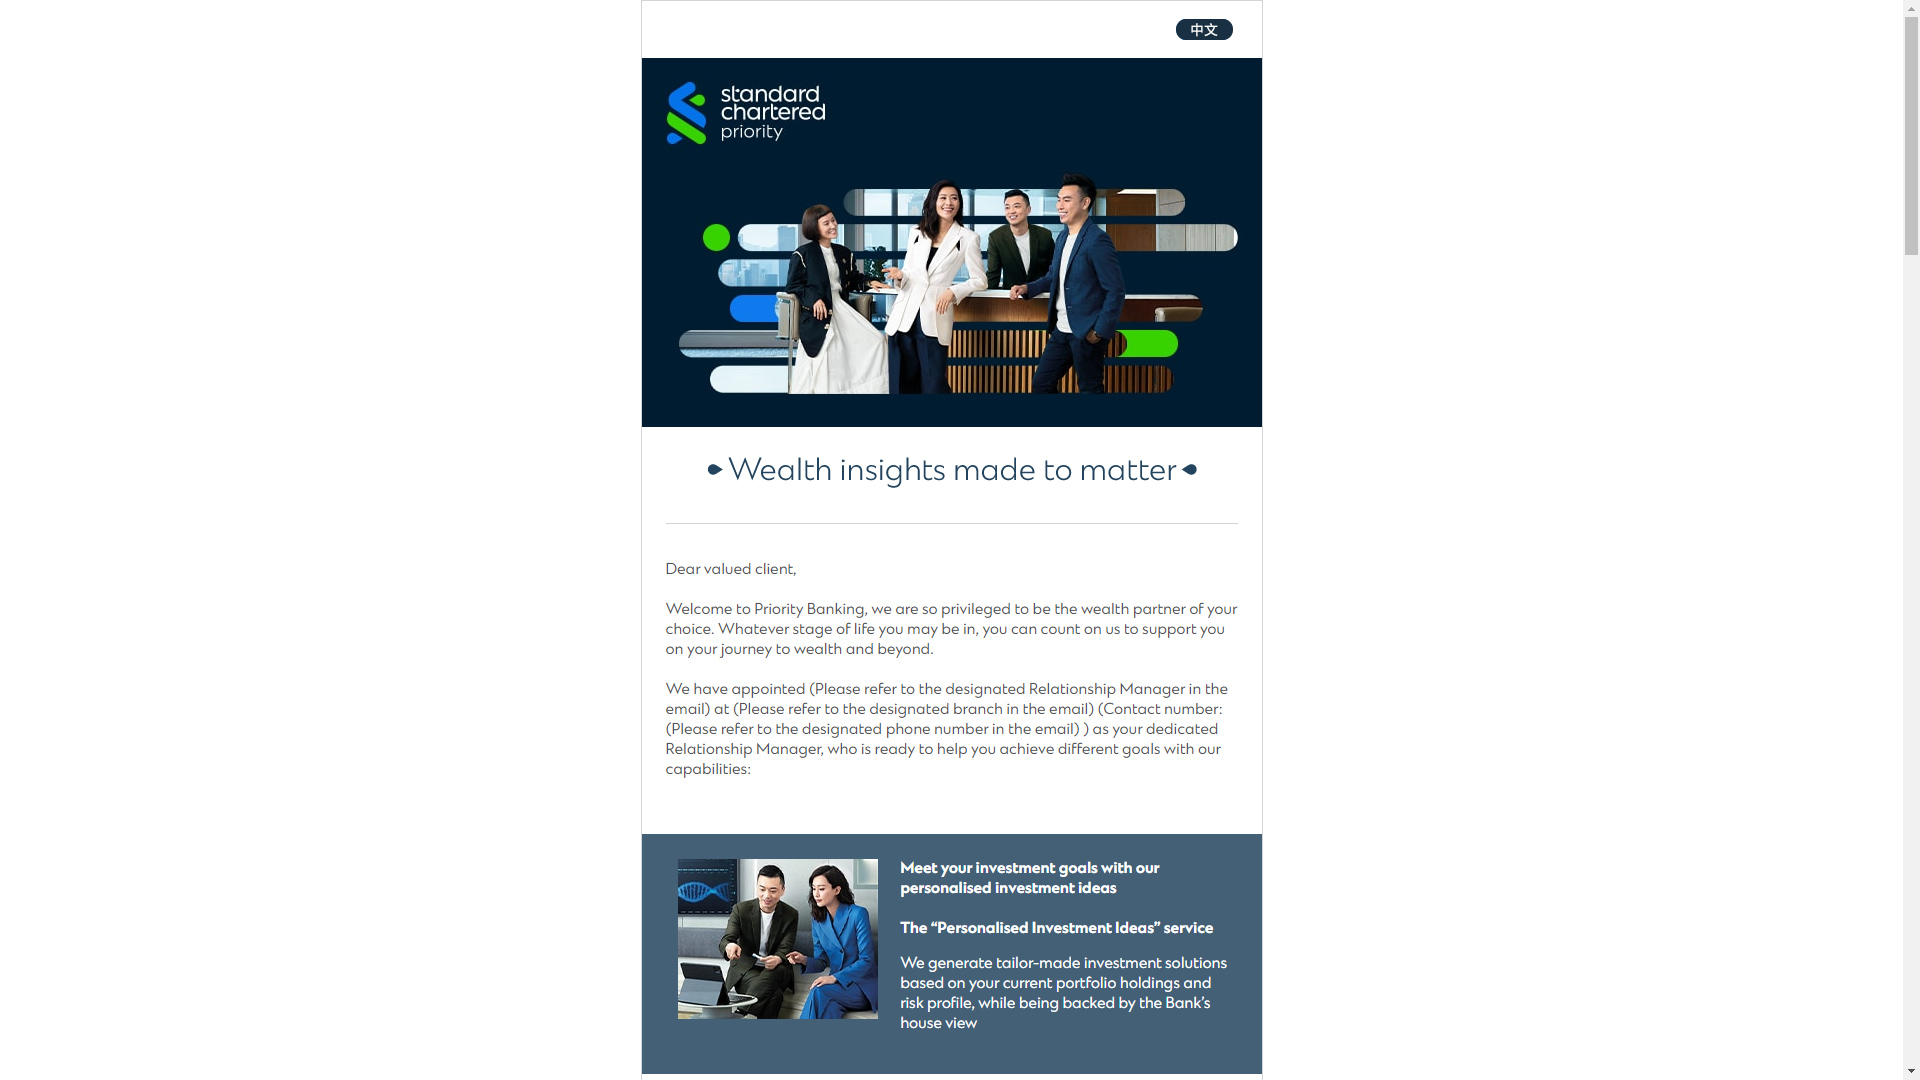 中文
standard
chartered
priority
Wealth insights made to matter
Dear valued client,
Welcome to Priority Banking, we are so privileged to be the wealth partner of your
choice. Whatever stage of life you may be in, you can count on us to support you
on your journey to wealth and beyond.
We have appointed (Please refer to the designated Relationship Manager in the
email) at (Please refer to the designated branch in the email) (Contact number:
(Please refer to the designated phone number in the email) ) as your dedicated
Relationship Manager, who is ready to help you achieve different goals with our
capabilities:
Meet your investment goals with our
personalised investment ideas
The “Personalised Investment Ideas” service
We generate tailor-made investment solutions
based on your current portfolio holdings and
risk profile, while being backed by the Bank’s
house view